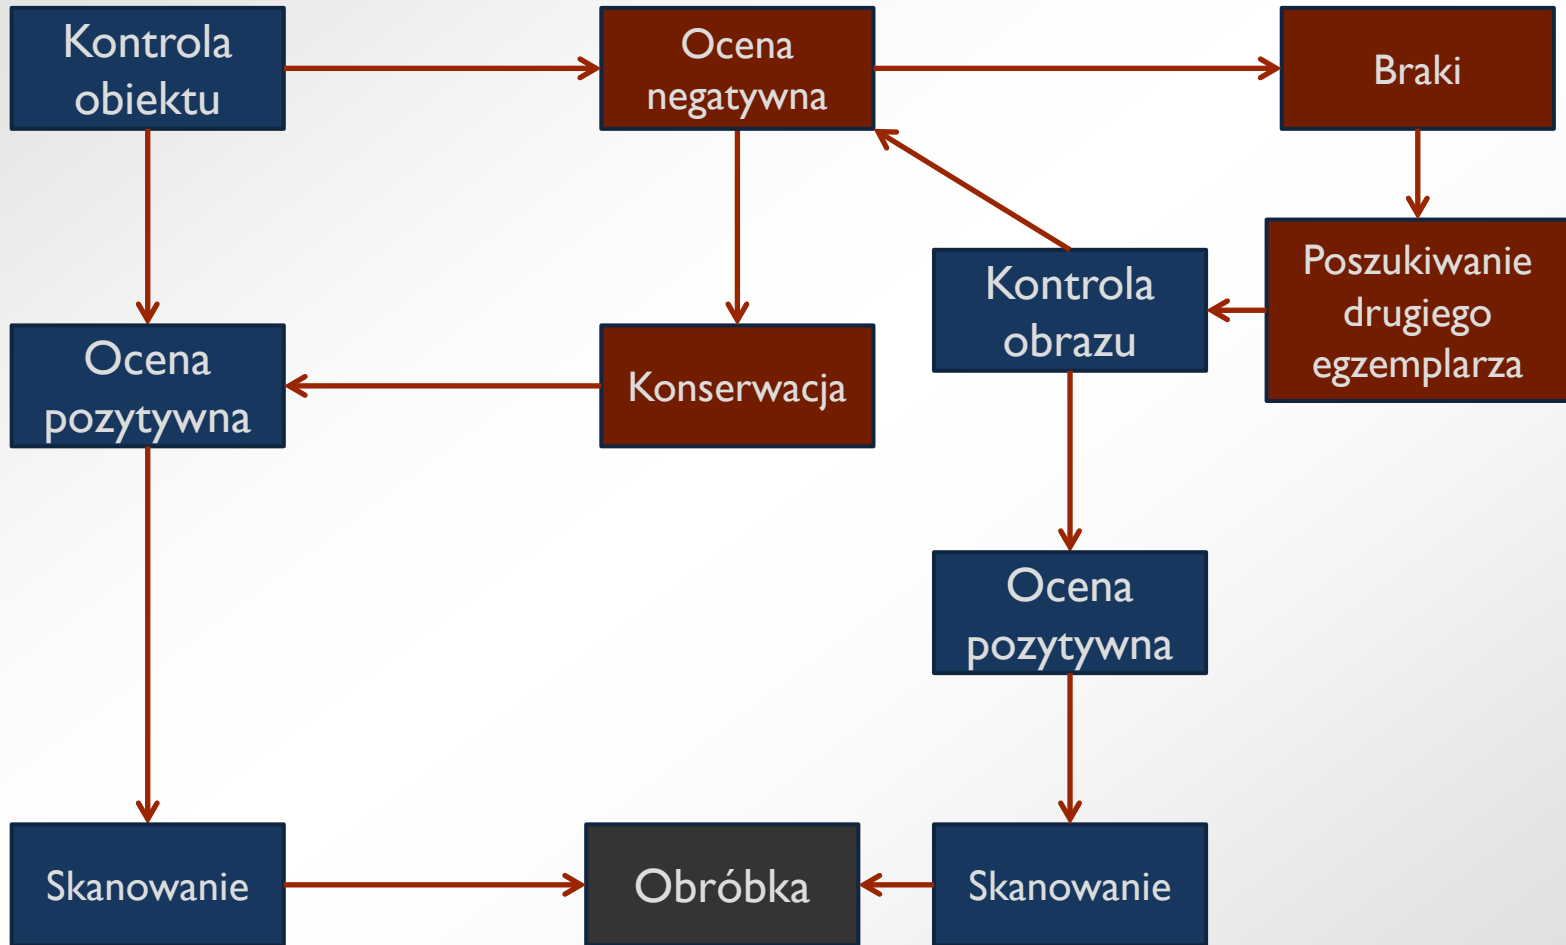 Kontrola
obiektu
Ocena
negatywna
Braki
Kontrola
obrazu
Poszukiwanie
drugiego
egzemplarza
Ocena
pozytywna
Konserwacja
Ocena
pozytywna
Skanowanie
Obróbka
Skanowanie